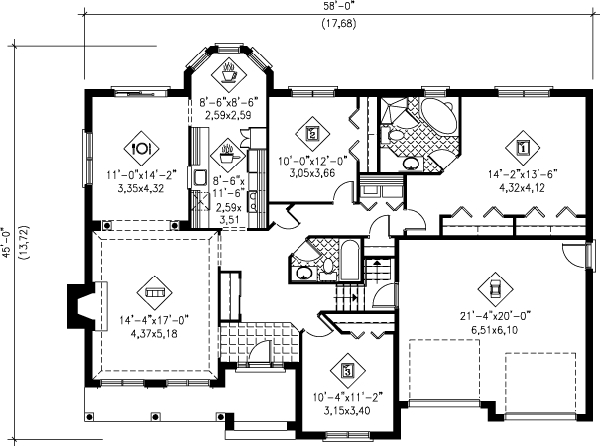 58'-0"
(17,68)
45'-0"
(13,72)
8'-6"x8'-6"
2,59x2,59
11'-0"x14'-2"
3,35x4,32
8'-6"x
11'-6"
2,59x
3,51
2
10'-0"x12'-0"
3,05x3,66
1
14'-2"x13'-6"
4,32x4,12
14'-4"x17'-0"
4,37x5,18
21'-4"x20'-0"
6,51x6,10
3
10'-4"x11'-2"
3,15x3,40